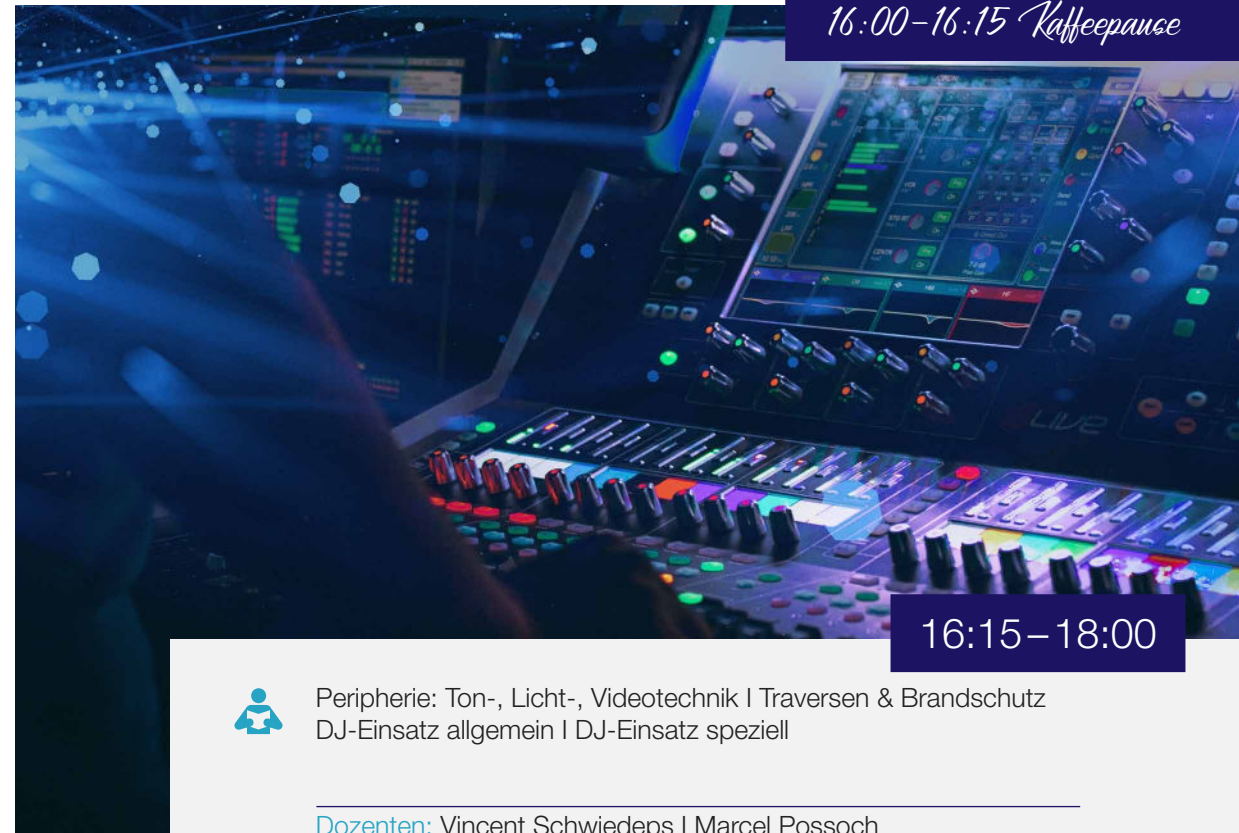 16:00–16:15 Kaffeepause
LIVE
16:15–18:00
Peripherie: Ton-, Licht-, Videotechnik I Traversen & Brandschutz
DJ-Einsatz allgemein I DJ-Einsatz speziell
Dozenten: Vincent Schwiedeps I Marcel Possoch